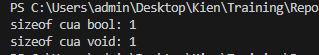 PS C:\Users\admin\Desktop\Kien\Training\Repo
sizeof cua bool: 1
sizeof cua void: 1